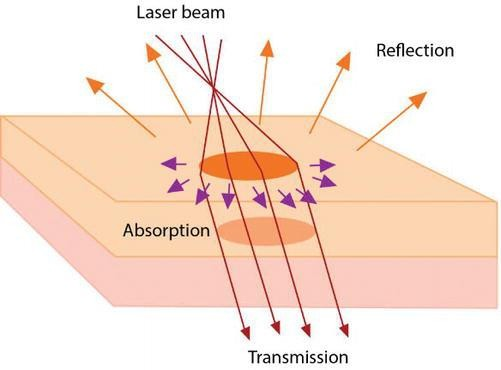 Laser beam
Reflection
Absorption
Transmission